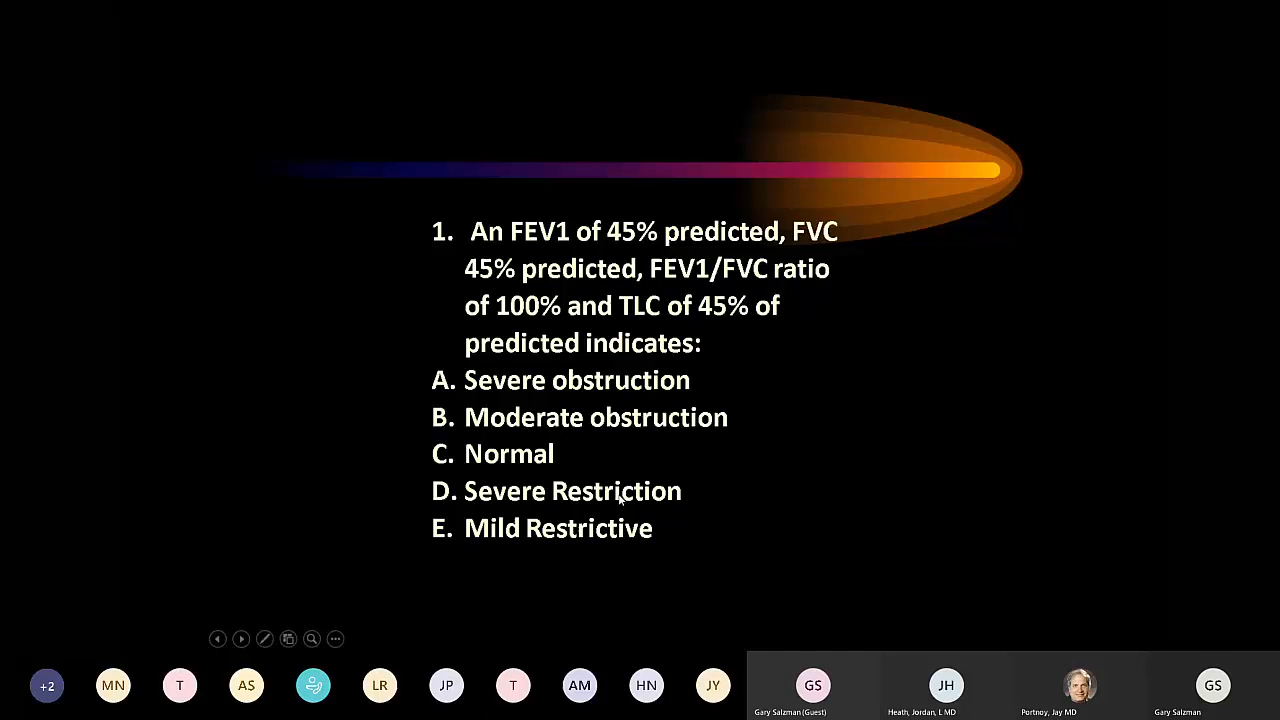 1. An FEV1 of 45% predicted, FVC
45% predicted, FEV1/FVC ratio
of 100% and TLC of 45% of
predicted indicates:
A. Severe obstruction
B. Moderate obstruction
C. Normal
D. Severe Restriction
E. Mild Restrictive
+2 MN T AS LR JP T AM HN JY GS JH GS
Gary Salzman (Guest) Heath, Jordan, L MD Portnoy, Jay MD Gary Salzman